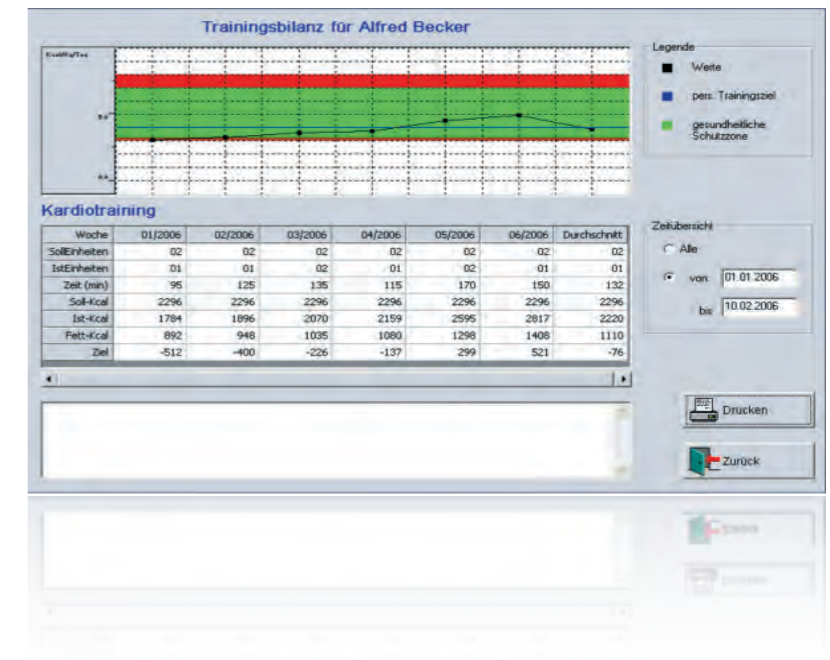 Trainingsbilanz für Alfred Becker
Legende
Werte
pers. Trainingsziel
gesundheitliche
Schutzzone
Kardiotraining
Woche 01/2006 02/2006 03/2006 04/2006 05/2006 06/2006 Durchschnitt
SollEinheiten 02 02 02 02 02 02 02
IstEinheiten 01 01 02 01 02 01 01
Zeit (min) 95 125 135 115 170 150 132
Soll-Kcal 2296 2296 2296 2296 2296 2296 2296
Ist-Kcal 1784 1896 2070 2159 2595 2817 2220
Fett-Kcal 892 948 1035 1080 1298 1408 1110
Ziel -512 -400 -226 -137 299 521 -76
Zeitübersicht
Alle
von 01.01.2006
bis 10.02.2006
Drucken
Zurück